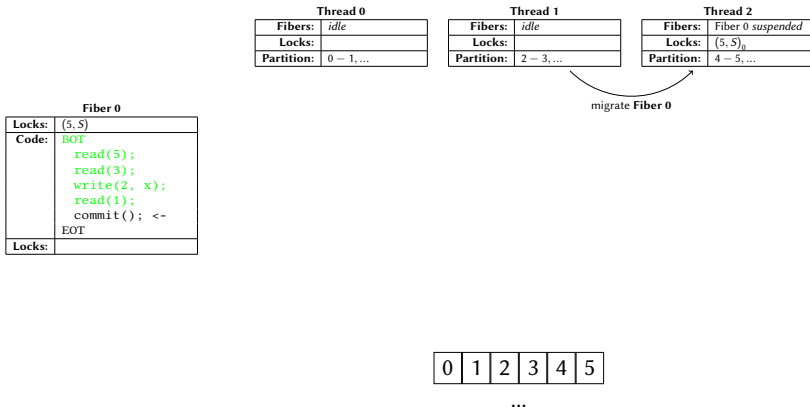 Thread 0
Fibers: idle
Locks:
Partition: 0 − 1, ...
Thread 1
Fibers: idle
Locks:
Partition: 2 − 3, ...
Thread 2
Fibers: Fiber 0 suspended
Locks: (5, S)₀
Partition: 4 − 5, ...
migrate Fiber 0
Fiber 0
Locks: (5, S)
Code: BOT
read(5);
read(3);
write(2, x);
read(1);
commit(); <-
EOT
Locks:
0 1 2 3 4 5
...